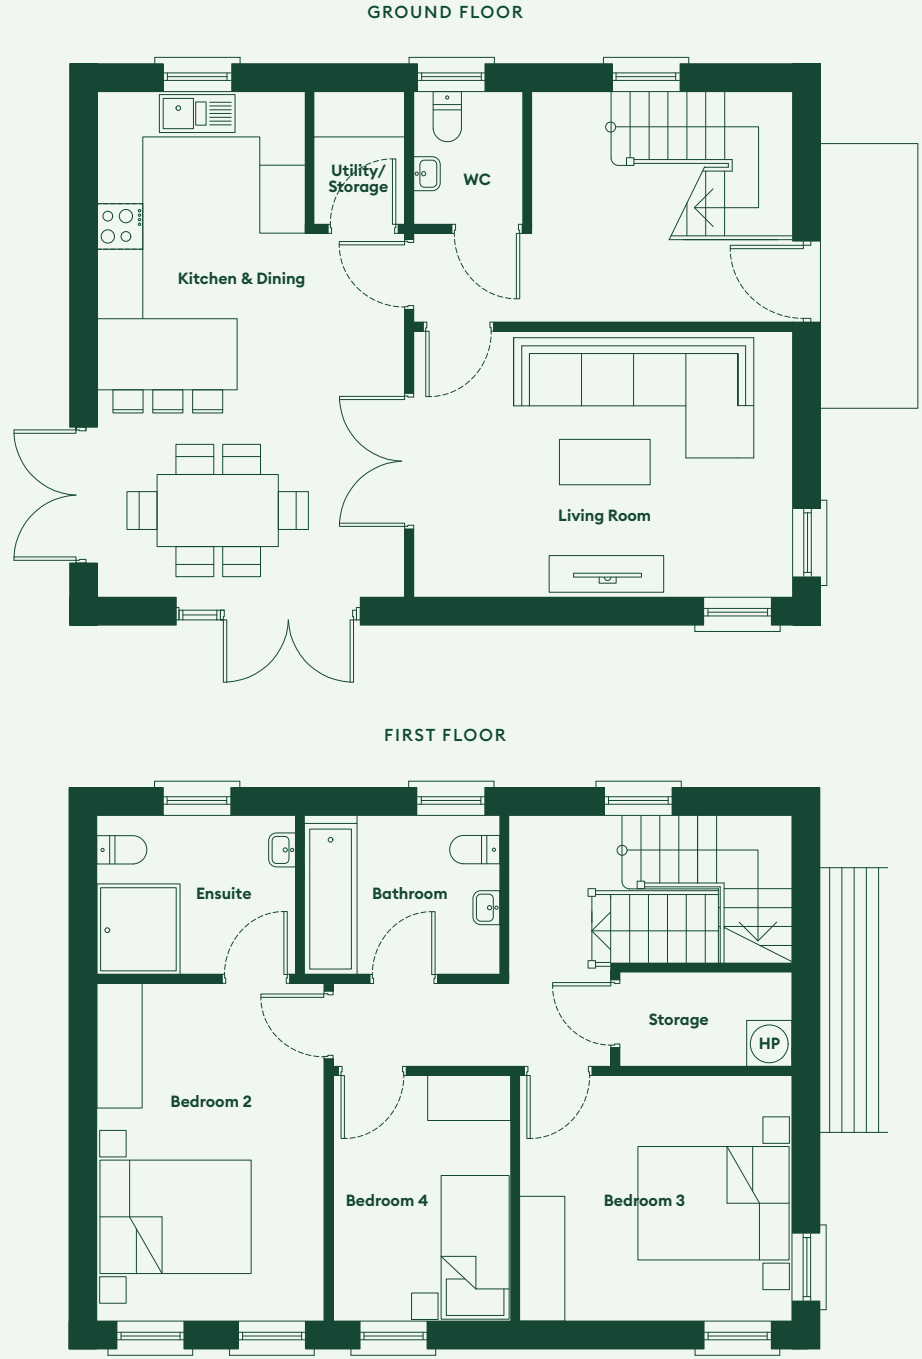 GROUND FLOOR
Utility/
Storage
WC
Kitchen & Dining
Living Room
FIRST FLOOR
Ensuite
Bathroom
Storage
HP
Bedroom 2
Bedroom 4
Bedroom 3